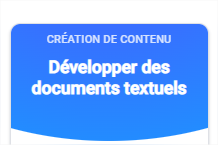 CRÉATION DE CONTENU
Développer des
documents textuels